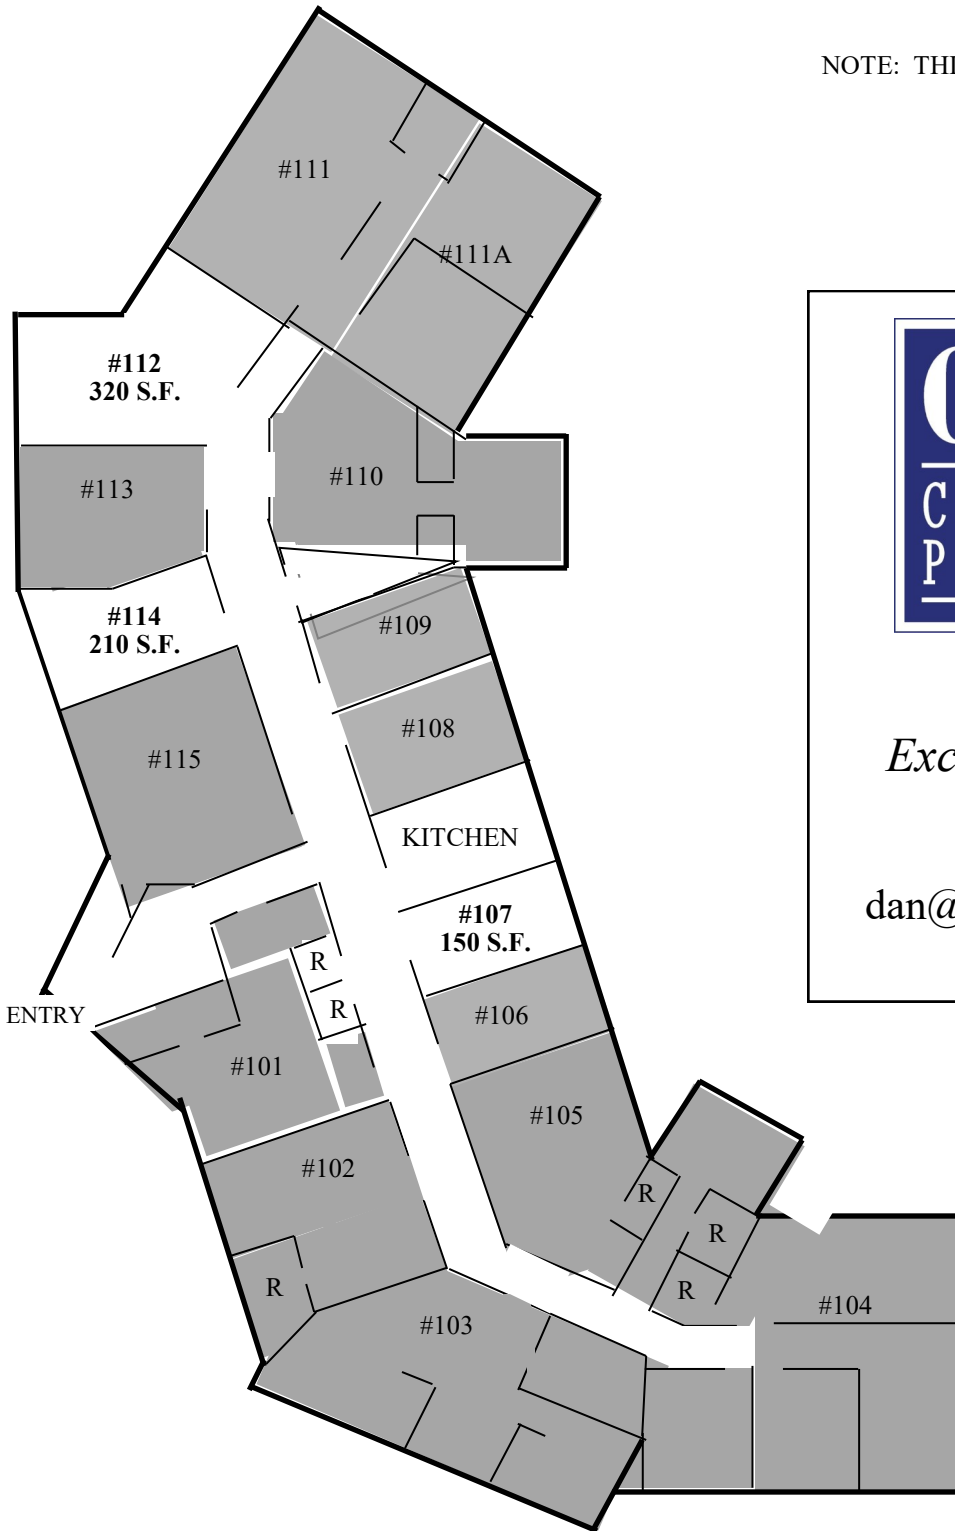 NOTE: THI
#111
#111A
#112
320 S.F.
#110
#113
#114
210 S.F.
#109
#108
#115
KITCHEN
#107
150 S.F.
R
R
ENTRY
#106
#101
#105
#102
R
R
R
R
#103
#104
C
P
Exc
dan@